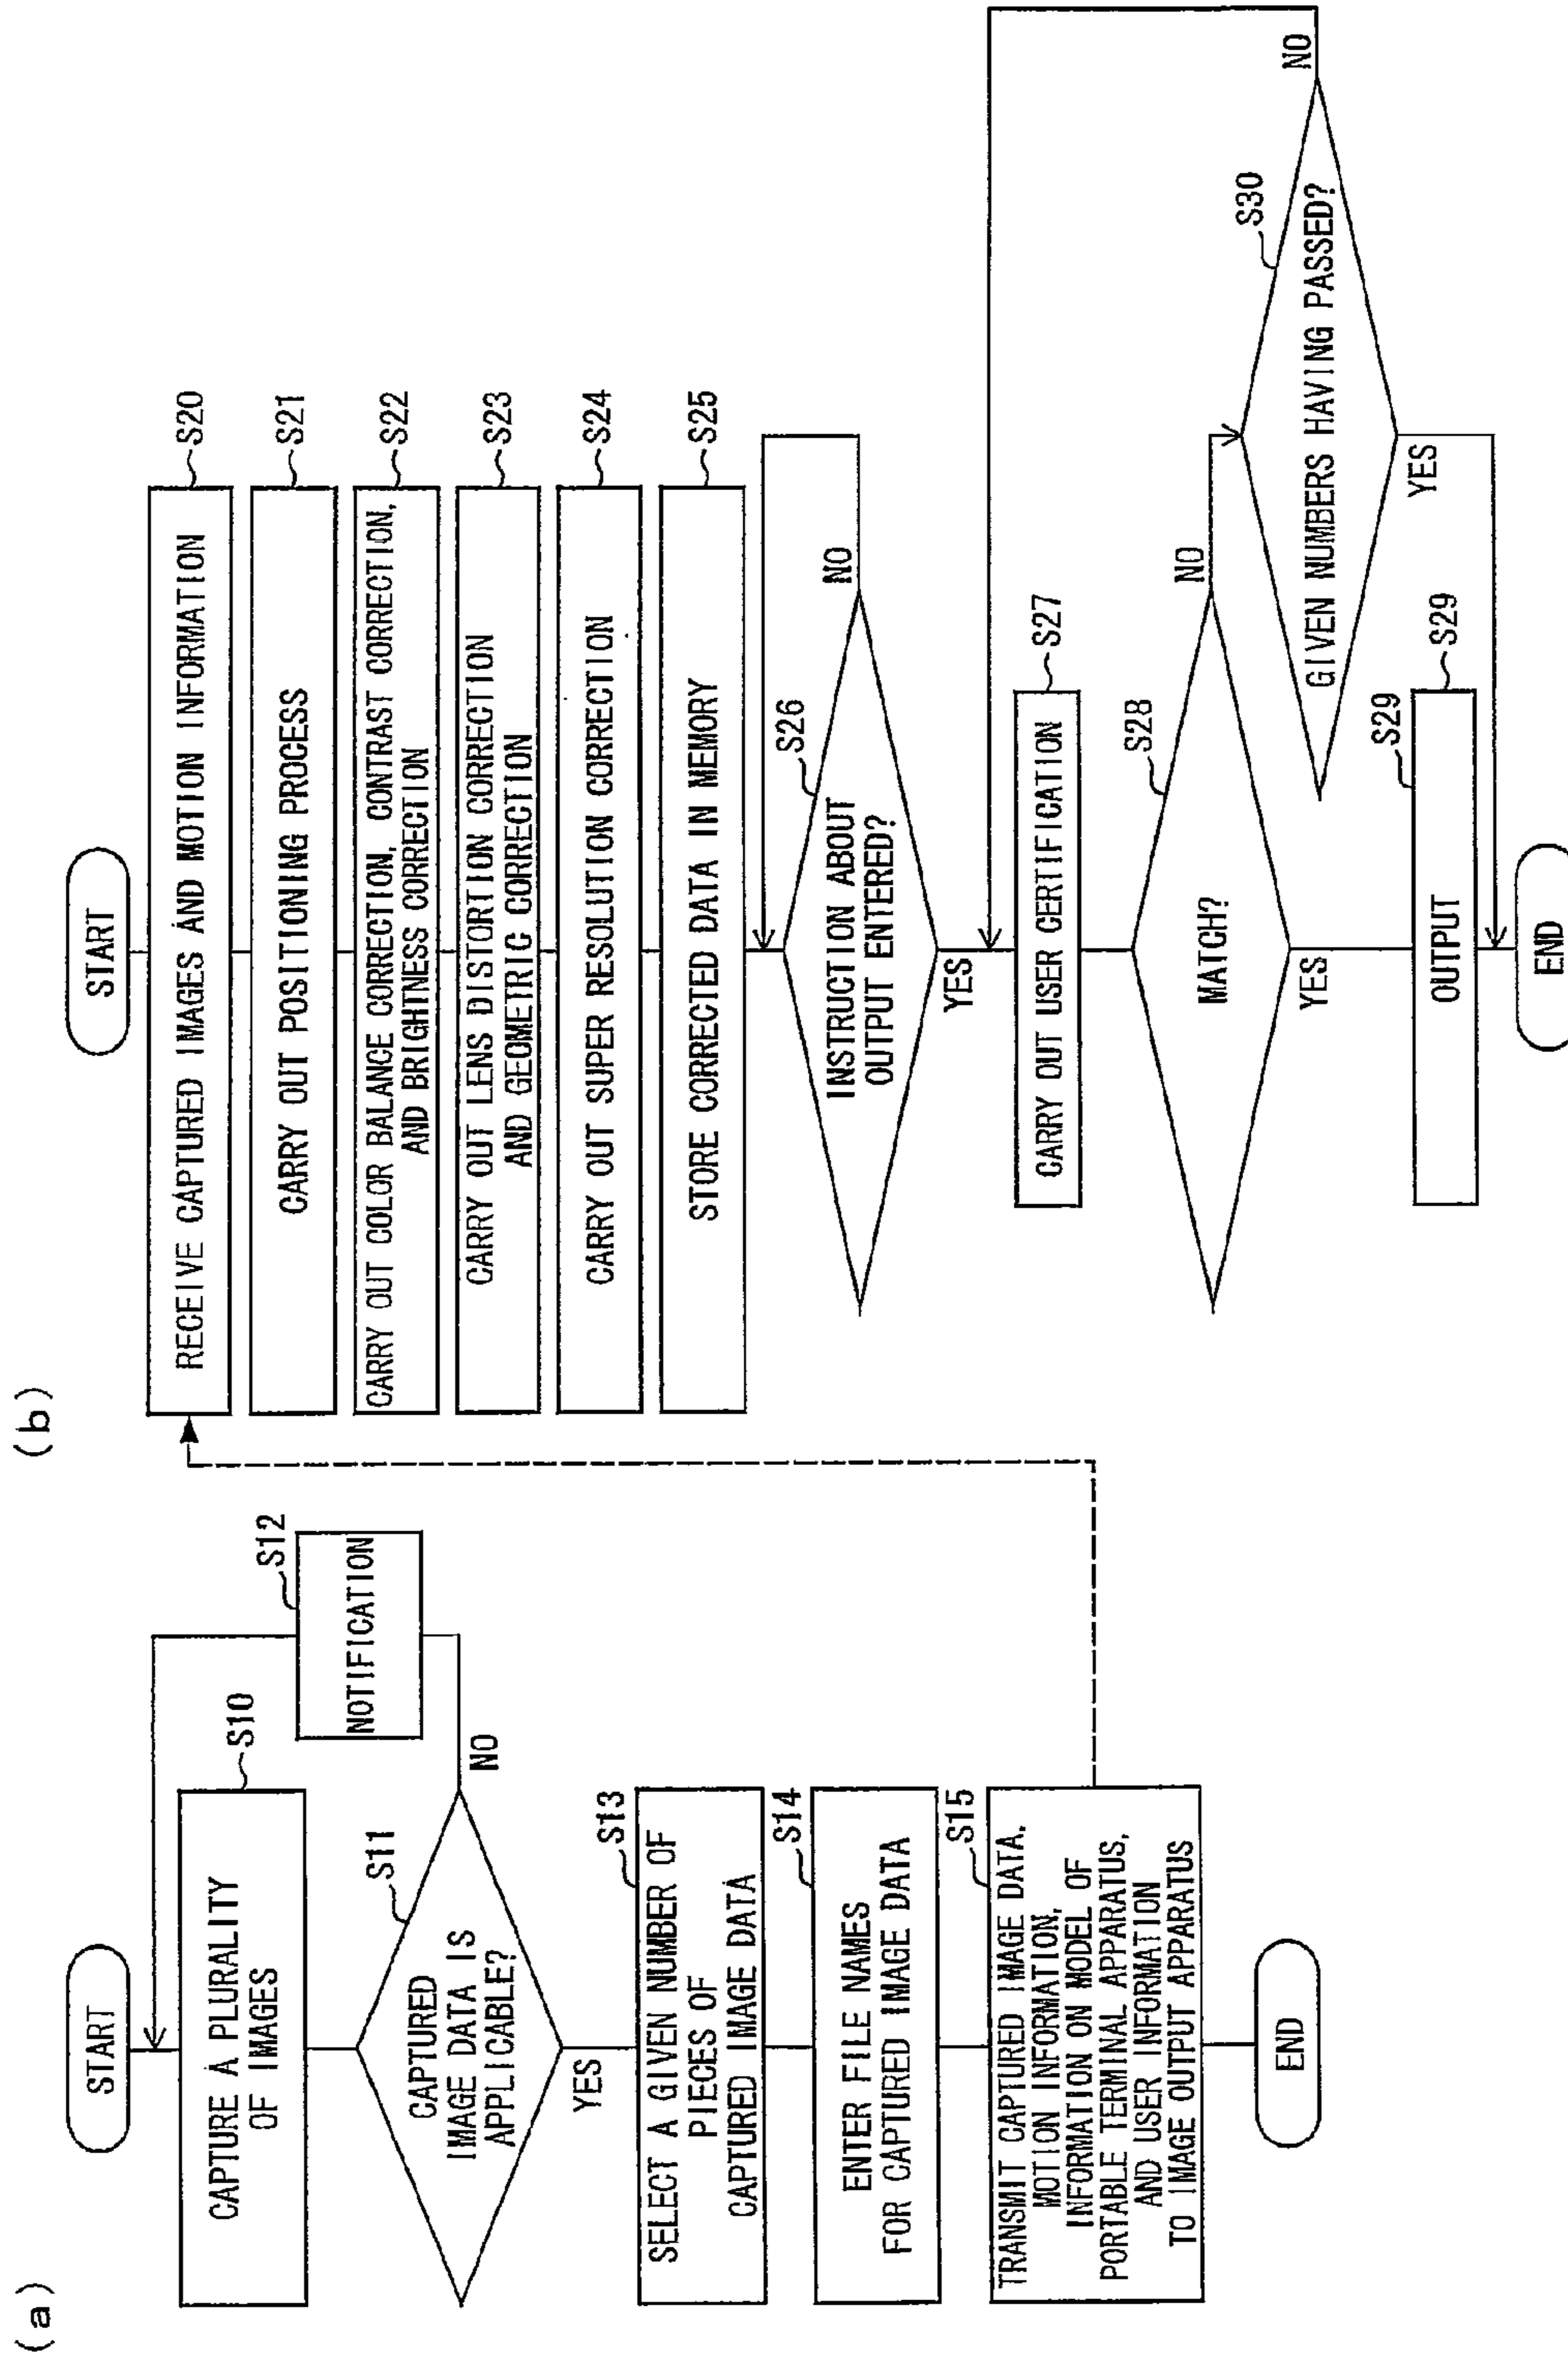 (a)
START
CAPTURE A PLURALITY
OF IMAGES
S10
CAPTURED
IMAGE DATA IS
APPLICABLE?
S11
NO
NOTIFICATION
S12
YES
SELECT A GIVEN NUMBER OF
PIECES OF
CAPTURED IMAGE DATA
S13
ENTER FILE NAMES
FOR CAPTURED IMAGE DATA
S14
TRANSMIT CAPTURED IMAGE DATA,
MOTION INFORMATION,
INFORMATION ON MODEL OF
PORTABLE TERMINAL APPARATUS,
AND USER INFORMATION
TO IMAGE OUTPUT APPARATUS
S15
END
(b)
START
RECEIVE CAPTURED IMAGES AND MOTION INFORMATION
S20
CARRY OUT POSITIONING PROCESS
S21
CARRY OUT COLOR BALANCE CORRECTION, CONTRAST CORRECTION,
AND BRIGHTNESS CORRECTION
S22
CARRY OUT LENS DISTORTION CORRECTION
AND GEOMETRIC CORRECTION
S23
CARRY OUT SUPER RESOLUTION CORRECTION
S24
STORE CORRECTED DATA IN MEMORY
S25
INSTRUCTION ABOUT
OUTPUT ENTERED?
S26
NO
YES
CARRY OUT USER CERTIFICATION
S27
MATCH?
S28
NO
YES
GIVEN NUMBERS HAVING PASSED?
S30
NO
YES
OUTPUT
S29
S29
END